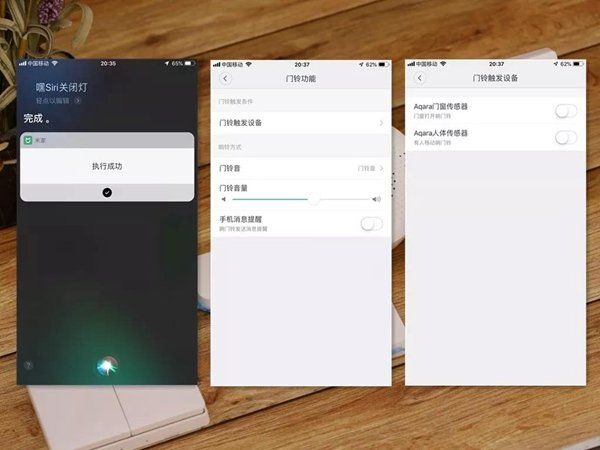 中国移动
20:35
65%
嘿Siri关闭灯
轻点以编辑
完成。
米家
执行成功
?
中国移动
20:37
62%
门铃功能
门铃触发条件
门铃触发设备
响铃方式
门铃音
门铃音
门铃音量
手机消息提醒
响门铃发送消息提醒
中国移动
20:37
62%
门铃触发设备
Aqara门窗传感器
门窗打开响门铃
Aqara人体传感器
有人移动响门铃